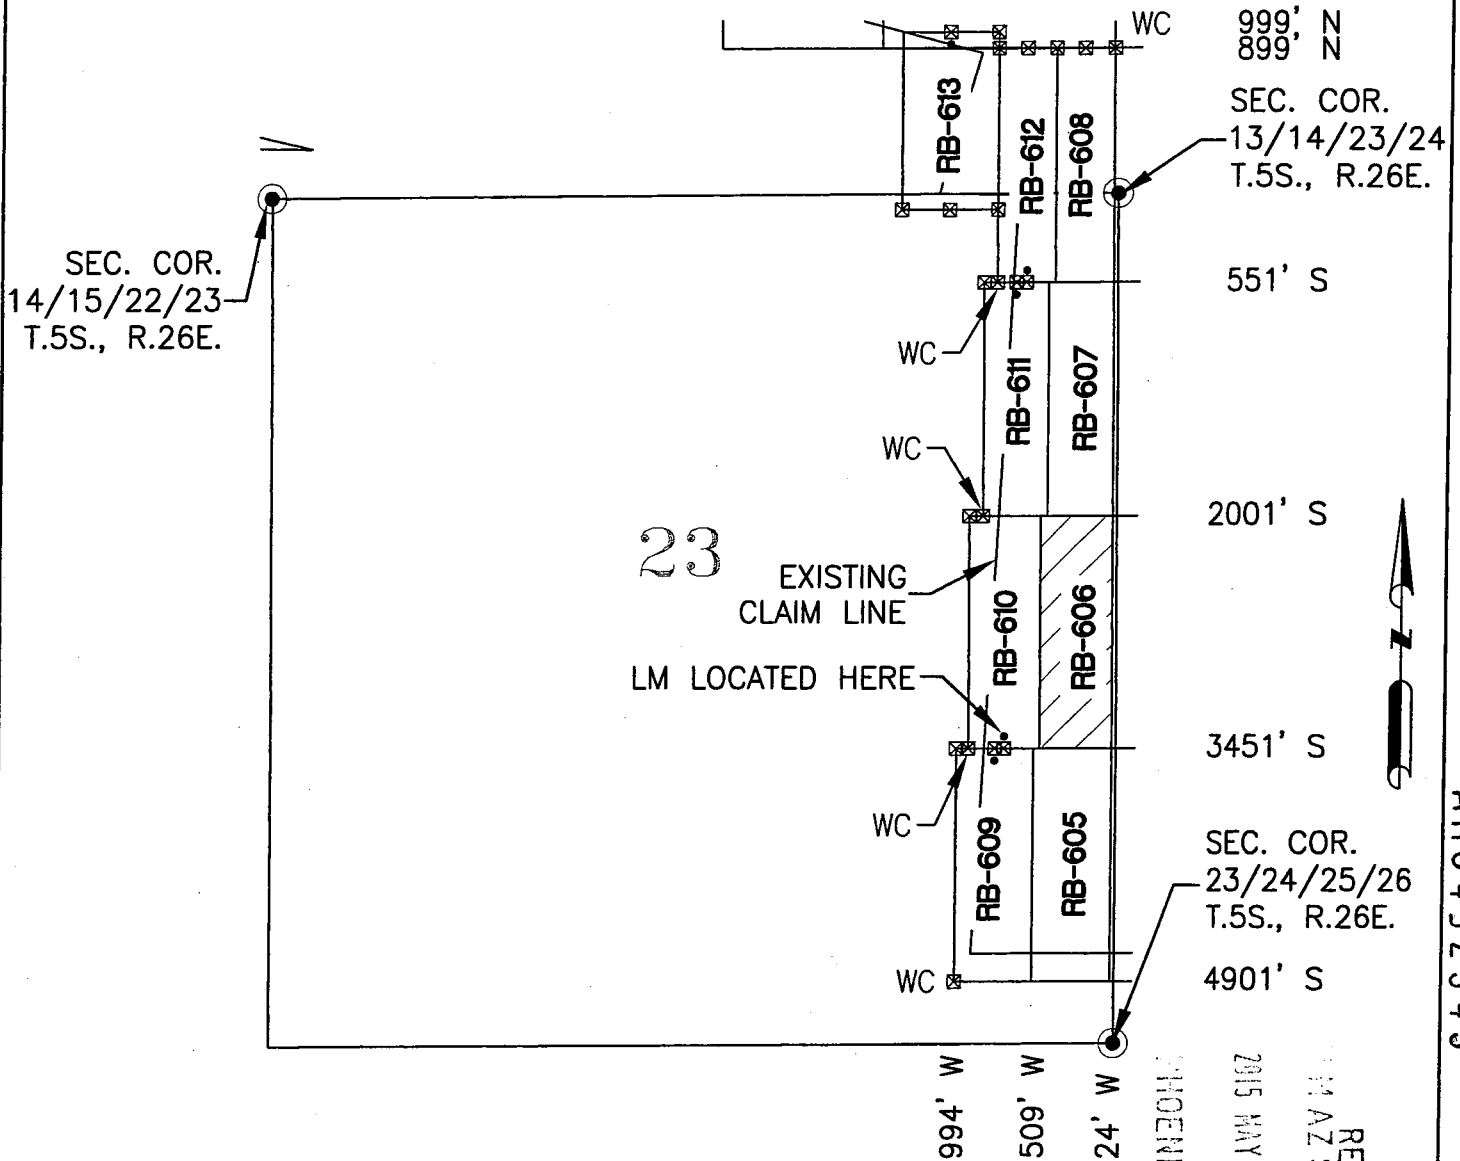 WC
999' N
899' N
SEC. COR.
13/14/23/24
T.5S., R.26E.
RB-613
RB-612
RB-608
SEC. COR.
14/15/22/23
T.5S., R.26E.
551' S
WC
RB-611
RB-607
WC
2001' S
23
EXISTING
CLAIM LINE
RB-610
RB-606
LM LOCATED HERE
N
3451' S
WC
RB-609
RB-605
SEC. COR.
23/24/25/26
T.5S., R.26E.
WC
4901' S
994' W
509' W
24' W
2015 MAY